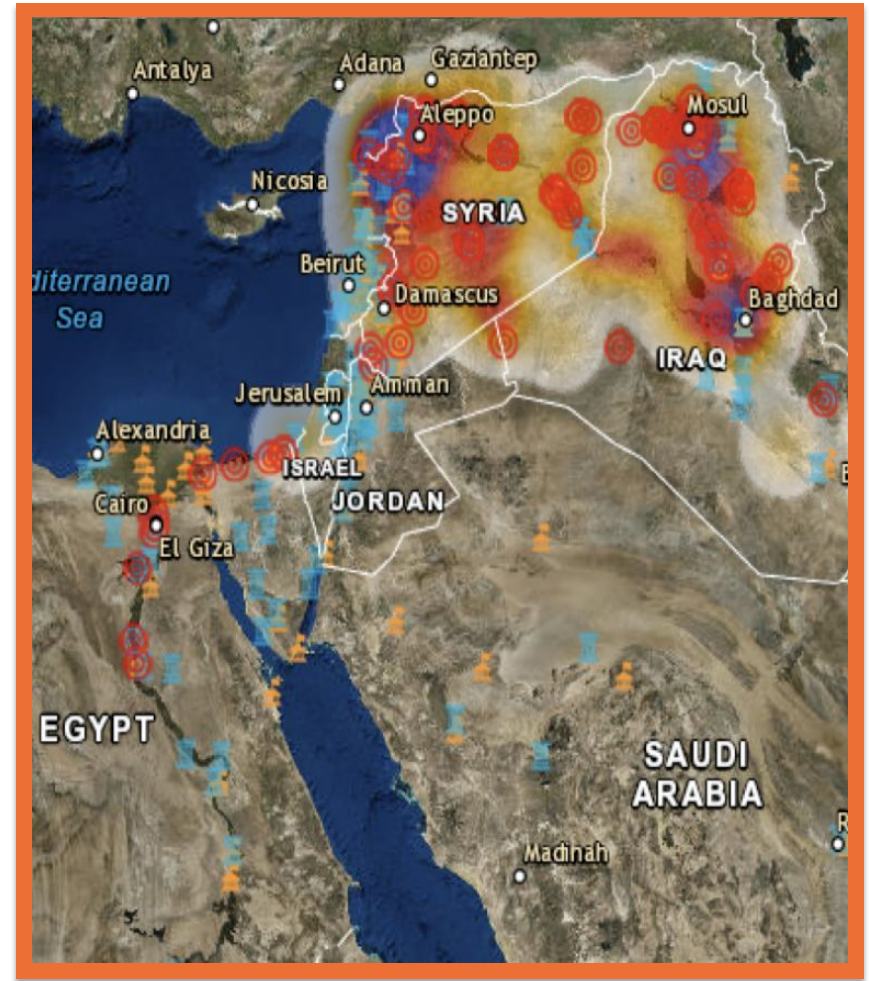 Antalya
Adana
Gaziantep
Aleppo
Mosul
Nicosia
SYRIA
diterranean
Sea
Beirut
Damascus
Baghdad
IRAQ
Jerusalem
Amman
Alexandria
ISRAEL
JORDAN
Cairo
El Giza
EGYPT
SAUDI
ARABIA
R
Madinah